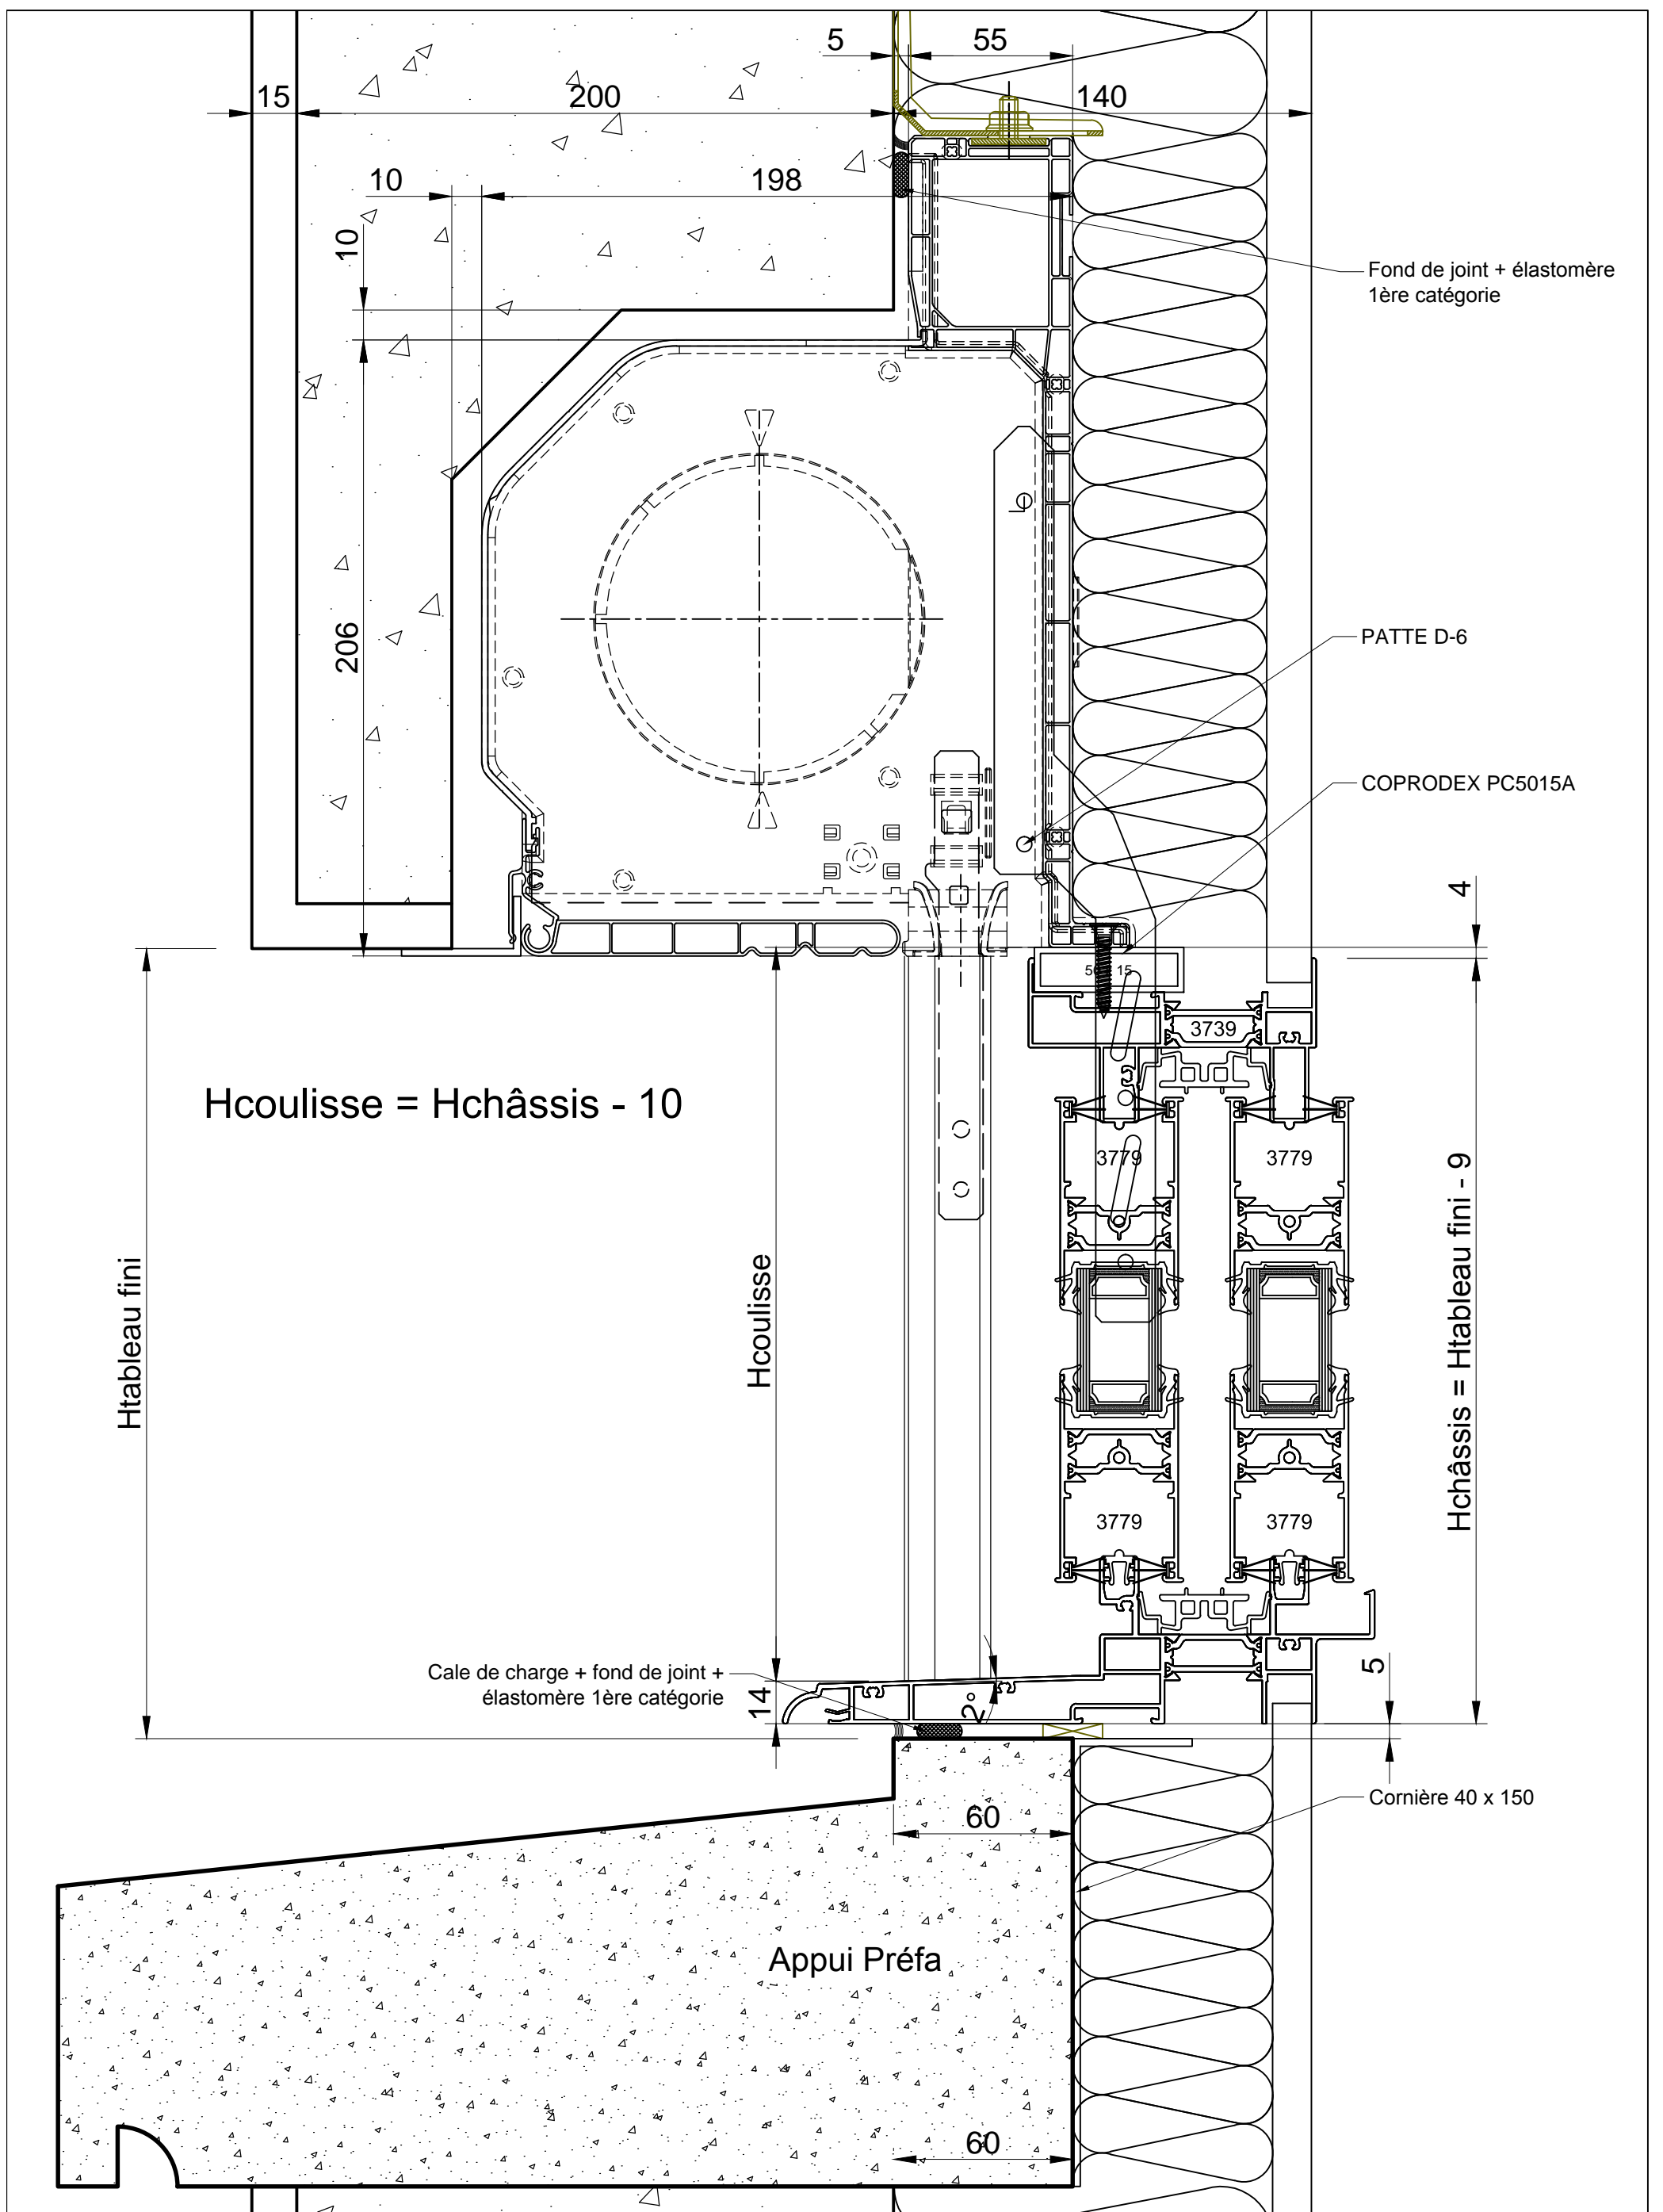 5
55
15
200
140
10
198
10
Fond de joint + élastomère
1ère catégorie
206
PATTE D-6
COPRODEX PC5015A
4
15
3739
Hcoulisse = Hchâssis - 10
3779
3779
Htableau fini
Hcoulisse
Hchâssis = Htableau fini - 9
3779
3779
Cale de charge + fond de joint +
élastomère 1ère catégorie
14
2°
5
60
Cornière 40 x 150
Appui Préfa
60